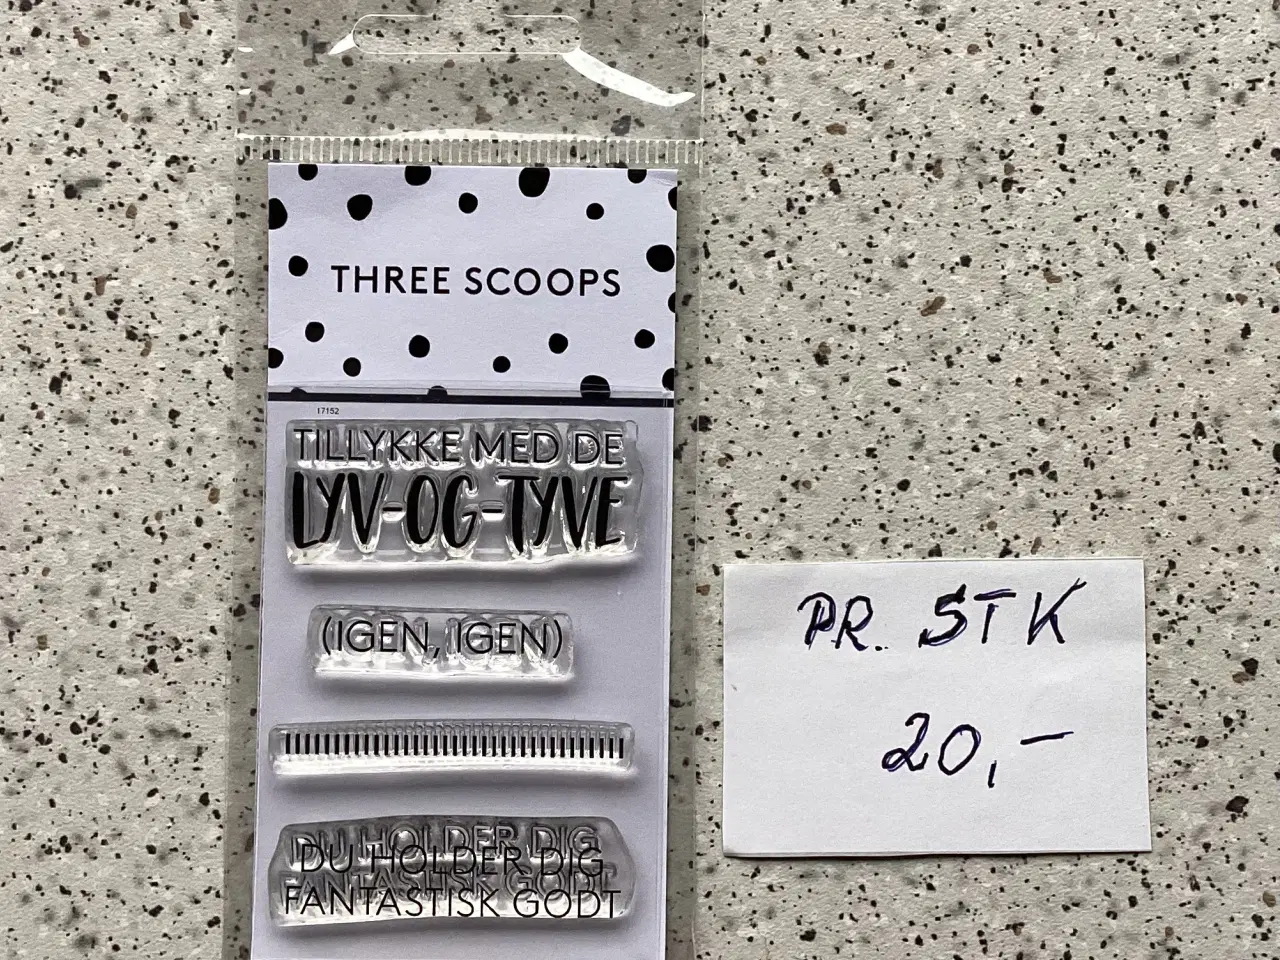 THREE SCOOPS
17152
TILLYKKE MED DE
LYV-OG-TYVE
(IGEN, IGEN)
DU HOLDER DIG
FANTASTISK GODT
PR. STK
20,-